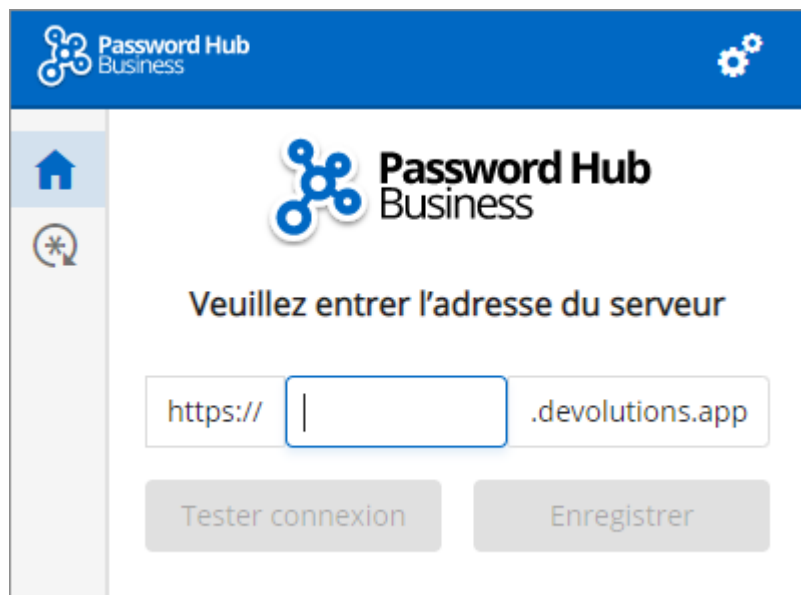 Password Hub
Business
Password Hub
Business
Veuillez entrer l’adresse du serveur
https://
.devolutions.app
Tester connexion
Enregistrer